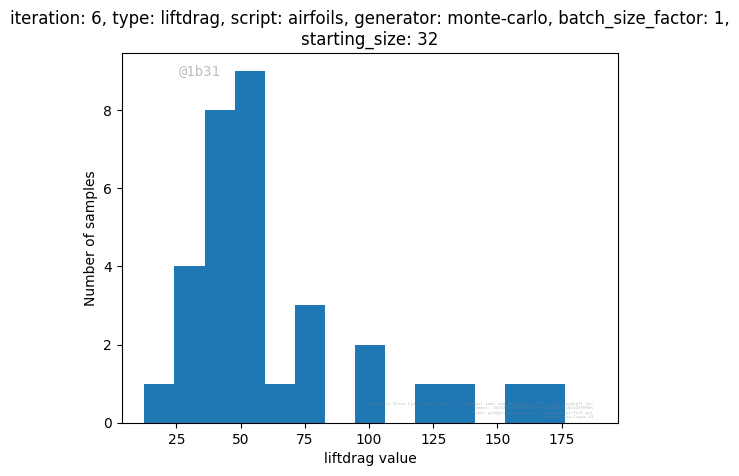 iteration: 6, type: liftdrag, script: airfoils, generator: monte-carlo, batch_size_factor: 1,
starting_size: 32
@1b31
8
6
4
2
0
Number of samples
25 50 75 100 125 150 175
liftdrag value